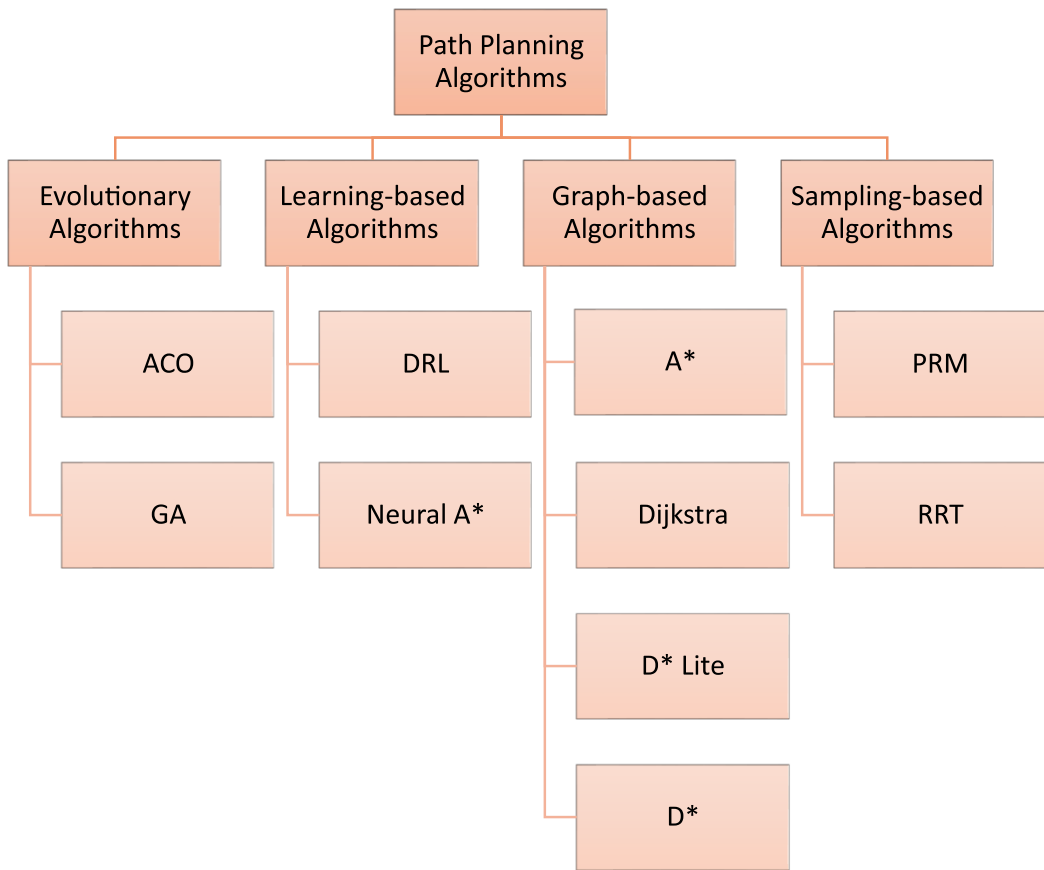 Path Planning
Algorithms
Evolutionary
Algorithms
Learning-based
Algorithms
Graph-based
Algorithms
Sampling-based
Algorithms
ACO
DRL
A*
PRM
GA
Neural A*
Dijkstra
RRT
D* Lite
D*